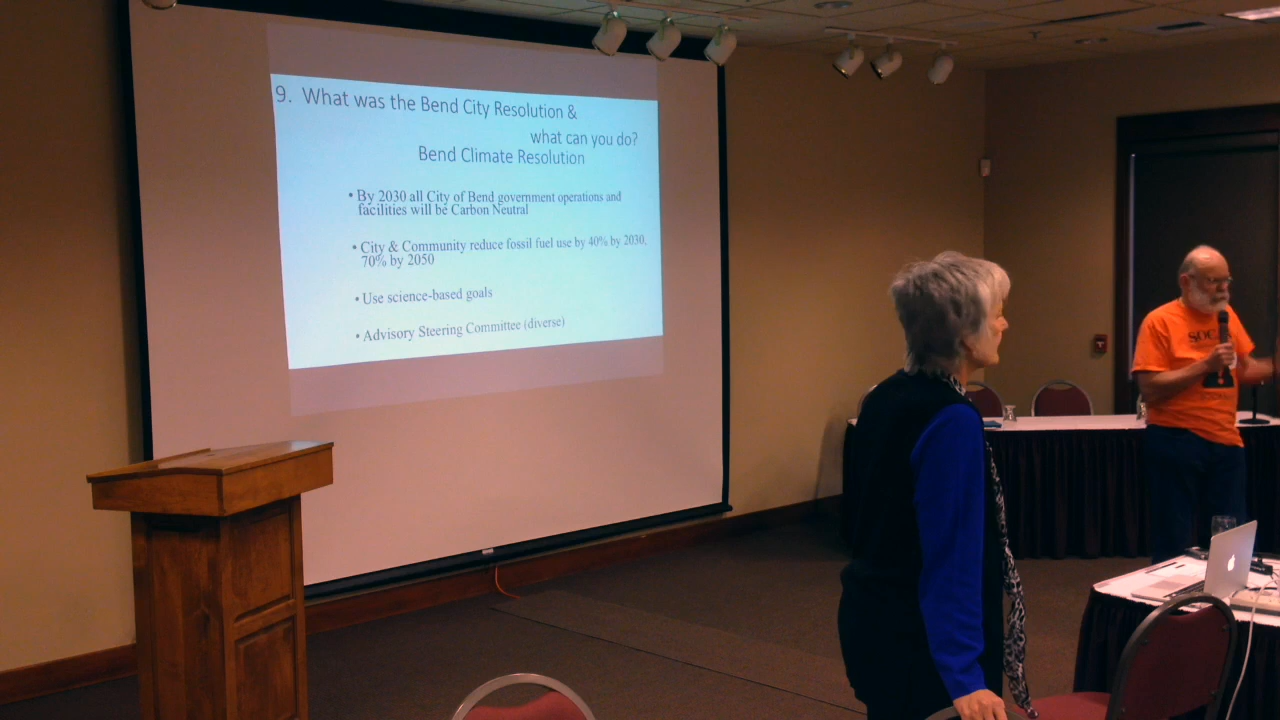 9. What was the Bend City Resolution &
what can you do?
Bend Climate Resolution
• By 2030 all City of Bend government operations and
facilities will be Carbon Neutral
• City & Community reduce fossil fuel use by 40% by 2030,
70% by 2050
• Use science-based goals
• Advisory Steering Committee (diverse)